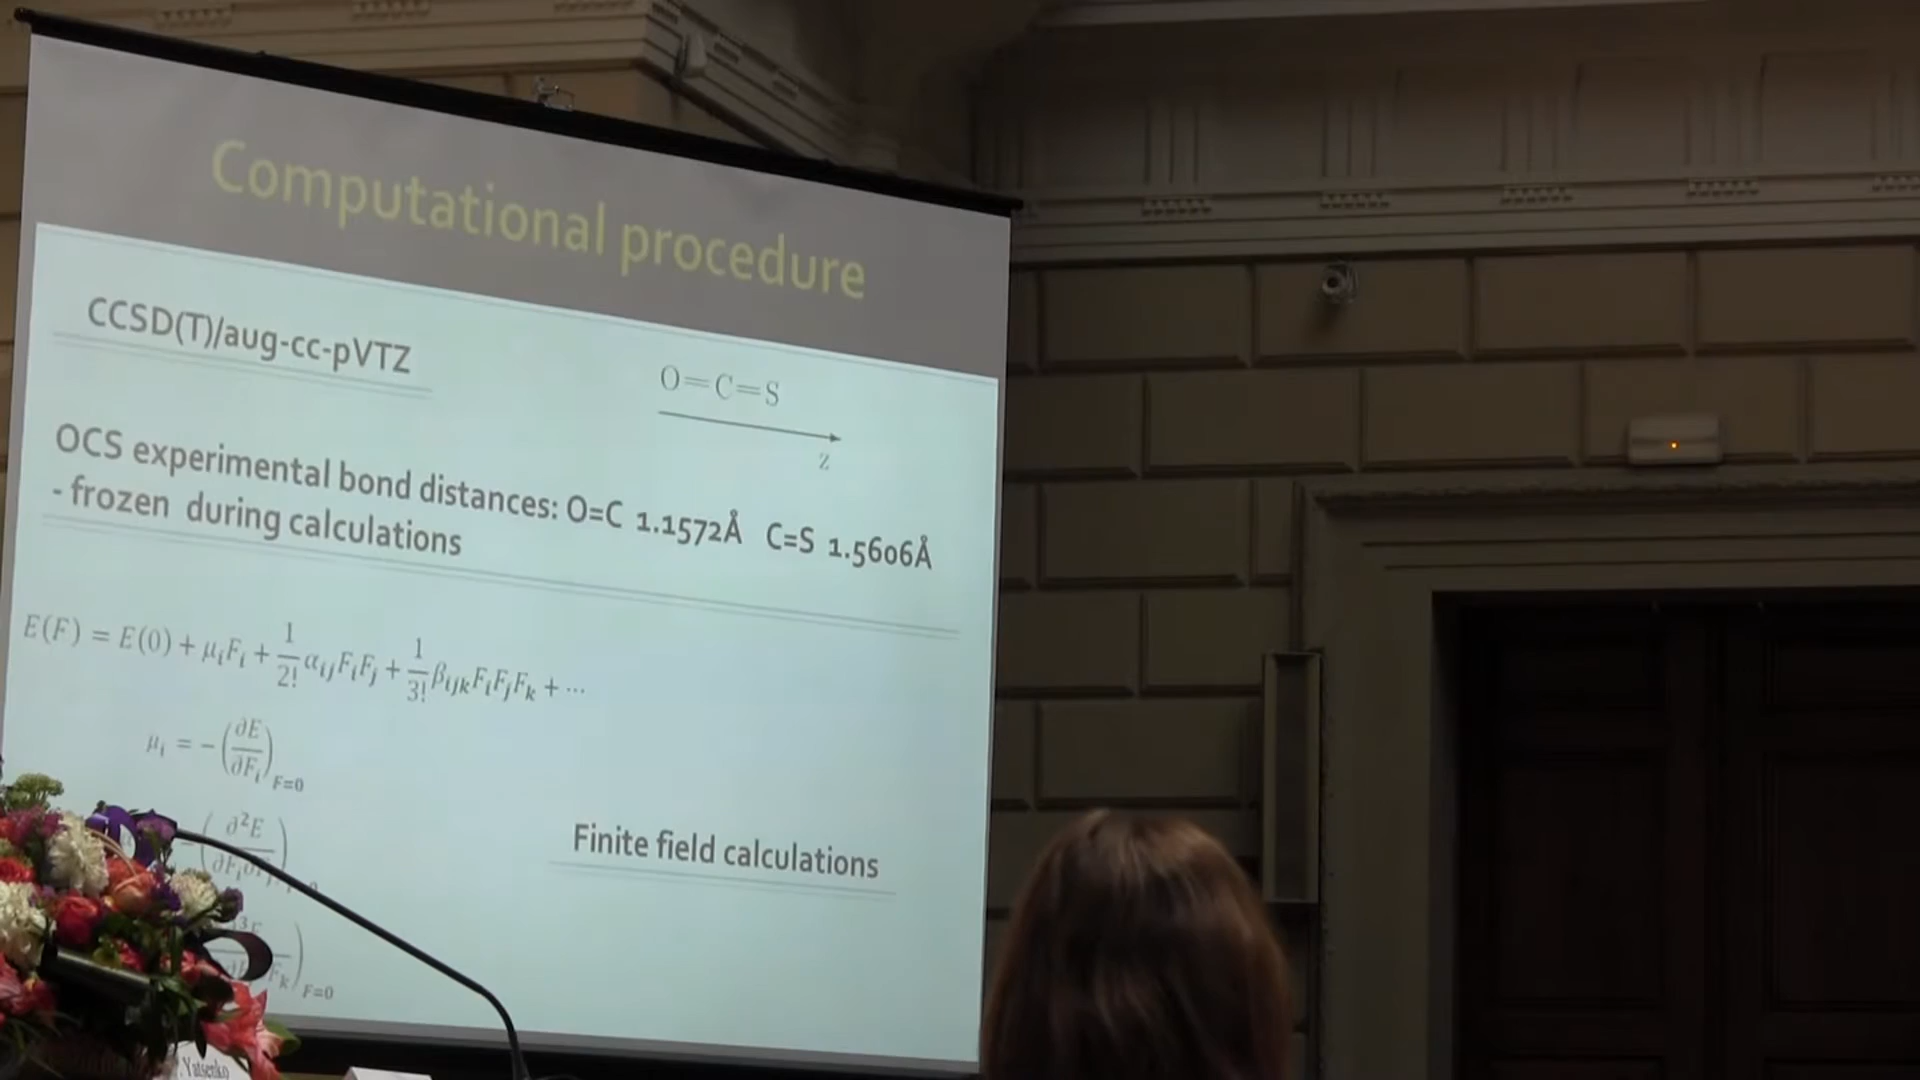 Computational procedure
CCSD(T)/aug-cc-pVTZ
O=C=S
z
OCS experimental bond distances: O=C 1.1572Å C=S 1.5606Å
- frozen during calculations
E(F) = E(0) + μᵢFᵢ + 1/2! αᵢⱼFᵢFⱼ + 1/3! βᵢⱼₖFᵢFⱼFₖ + ⋯
μᵢ = −(∂E/∂Fᵢ)F=0
Finite field calculations
F=0
Yatsenko